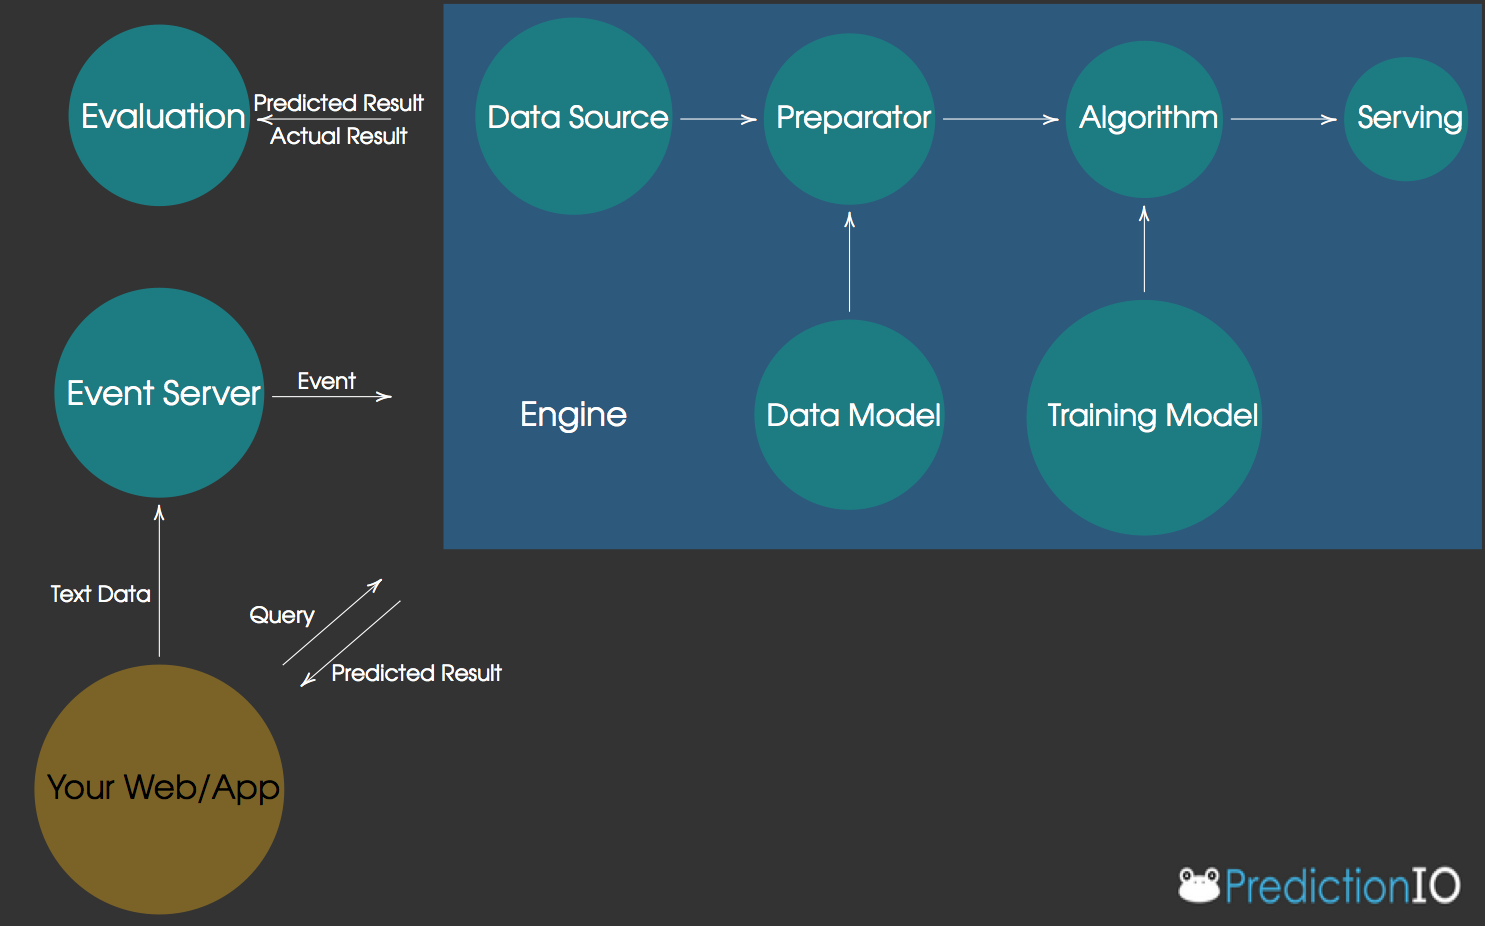 Evaluation
Predicted Result
Actual Result
Data Source
Preparator
Algorithm
Serving
Event Server
Event
Engine
Data Model
Training Model
Text Data
Query
Predicted Result
Your Web/App
PredictionIO